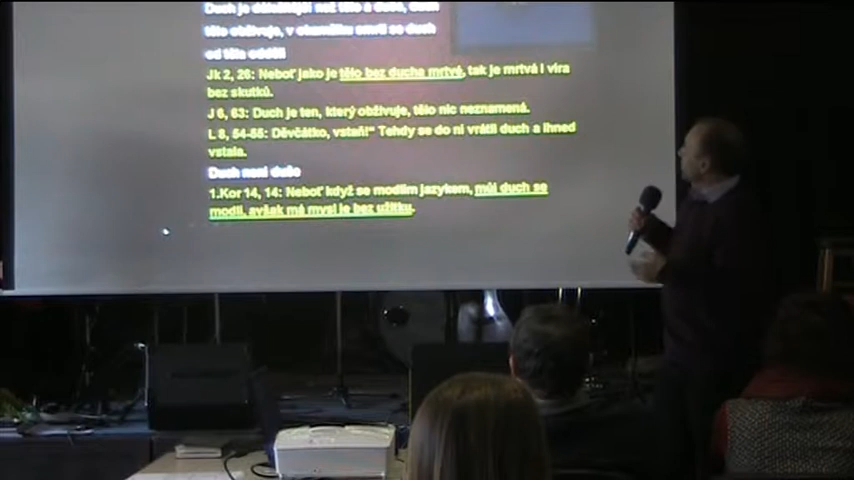 Duch je důležitější než tělo a duše, duch
tělo oživuje, v okamžiku smrti se duch
od těla oddělí
Jk 2, 26: Neboť jako je tělo bez ducha mrtvé, tak je mrtvá i víra
bez skutků.
J 6, 63: Duch je ten, který obživuje, tělo nic neznamená.
L 8, 54-55: Děvčátko, vstaň!“ Tehdy se do ní vrátil duch a ihned
vstala.
Duch není duše
1.Kor 14, 14: Neboť když se modlím jazykem, můj duch se
modlí, avšak má mysl je bez užitku.